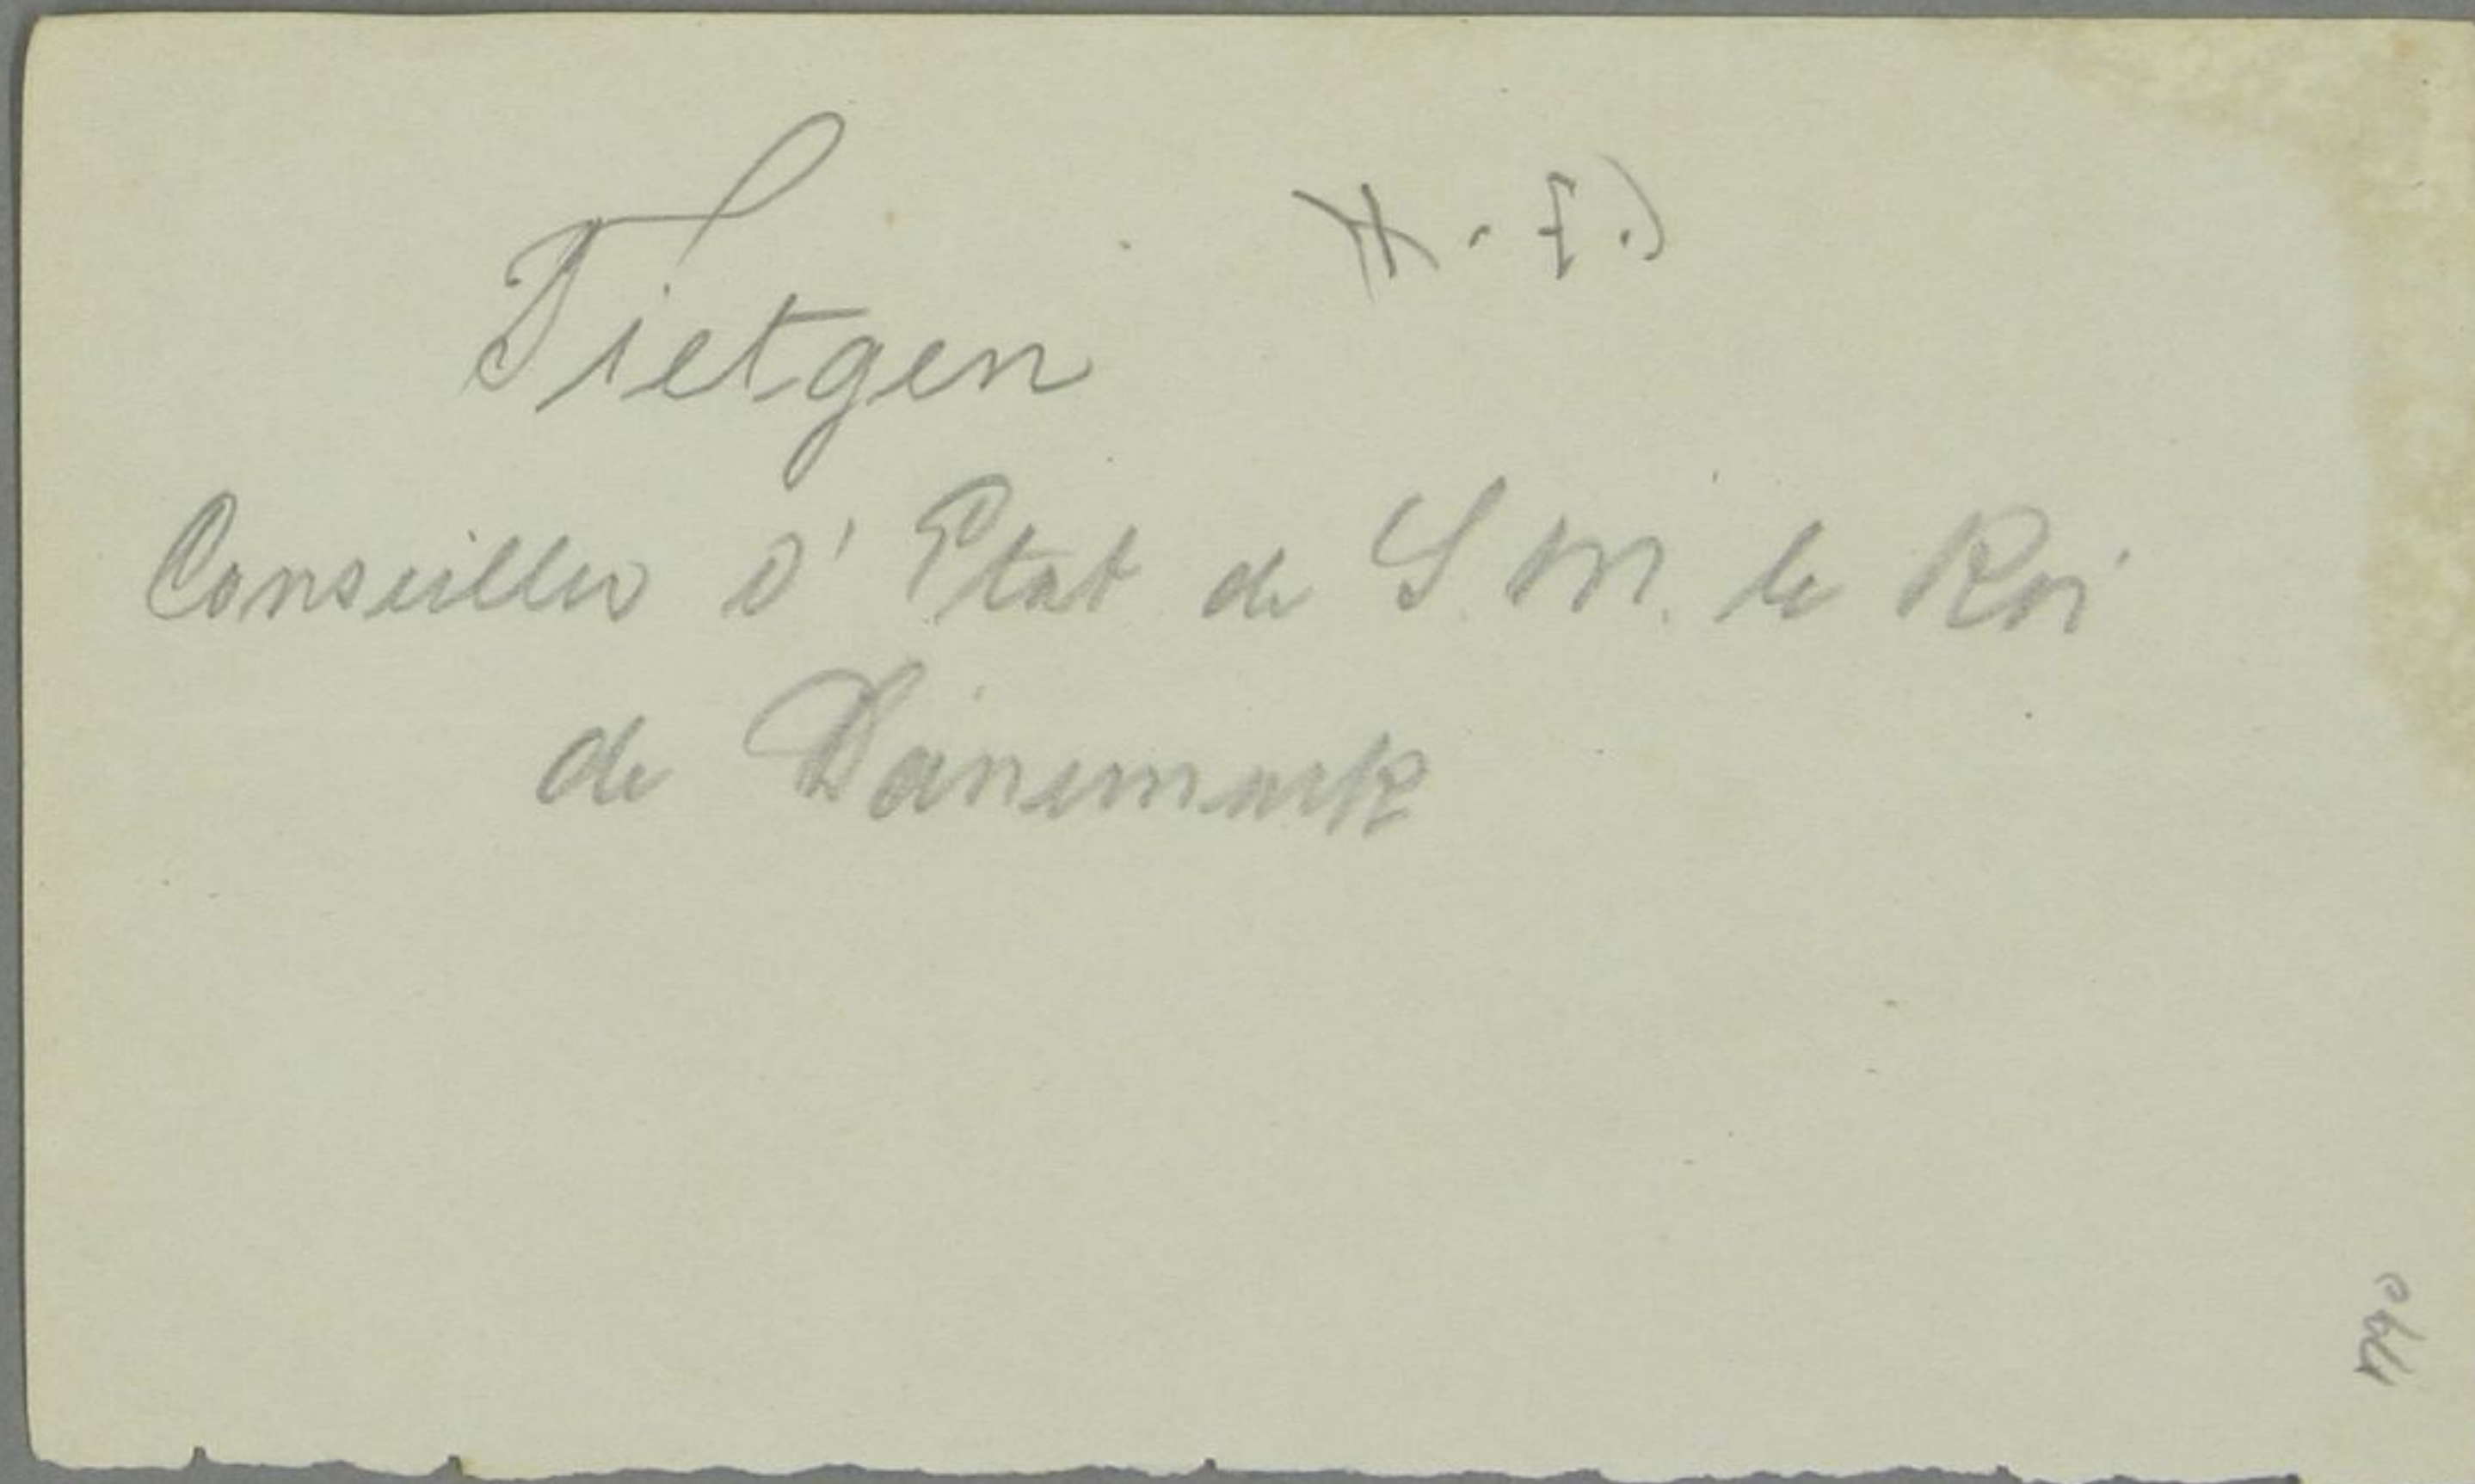 Tietgen
Conseiller d'Etat de S. M. le Roi
de Danemark